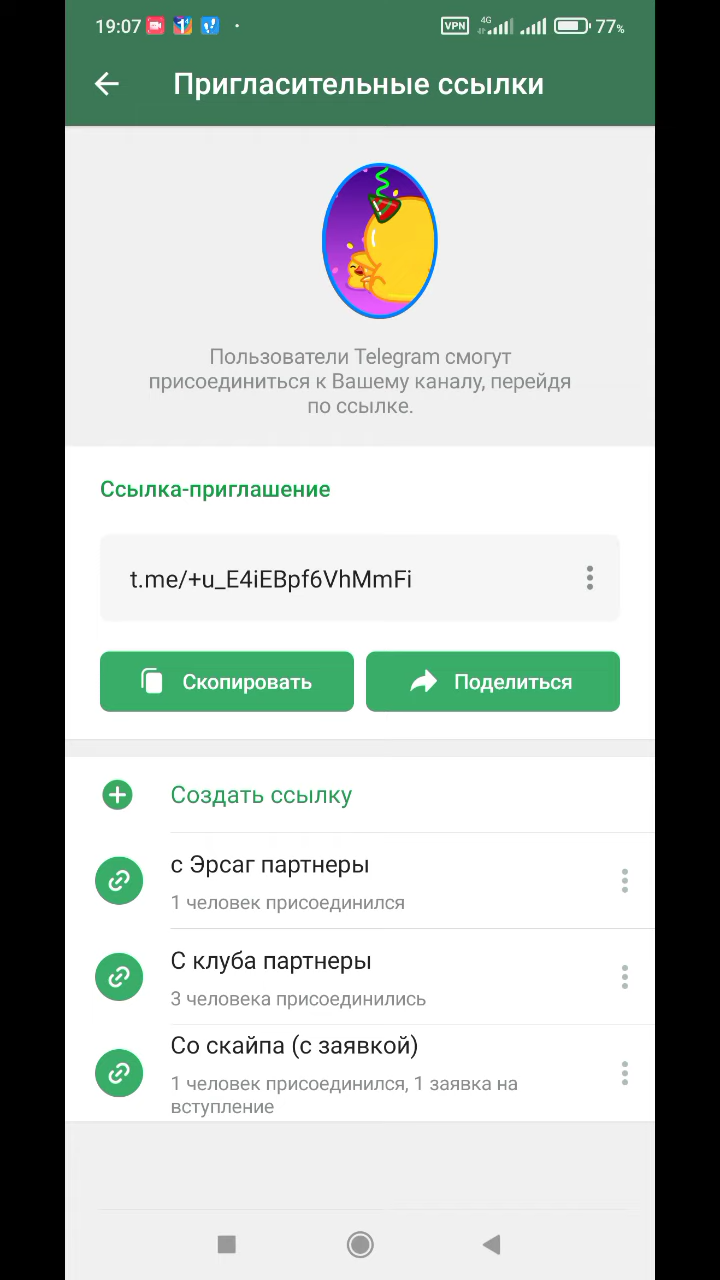 19:07
VPN 4G 77%
Пригласительные ссылки
Пользователи Telegram смогут
присоединиться к Вашему каналу, перейдя
по ссылке.
Ссылка-приглашение
t.me/+u_E4iEBpf6VhMmFi
Скопировать
Поделиться
Создать ссылку
с Эрсаг партнеры
1 человек присоединился
С клуба партнеры
3 человека присоединились
Со скайпа (с заявкой)
1 человек присоединился, 1 заявка на
вступление